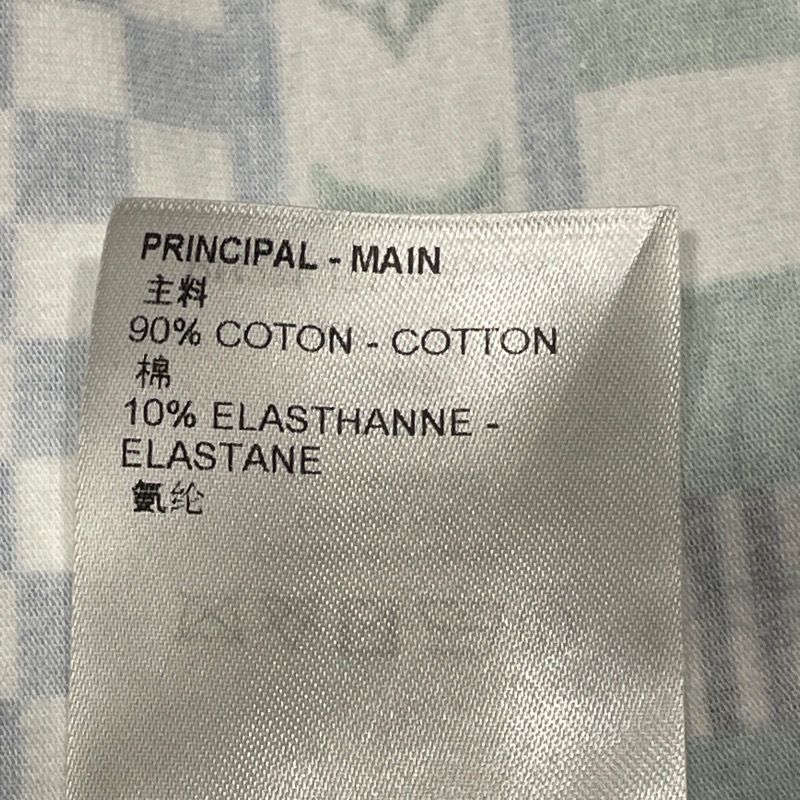 PRINCIPAL - MAIN
主料
90% COTON - COTTON
棉
10% ELASTHANNE -
ELASTANE
氨纶